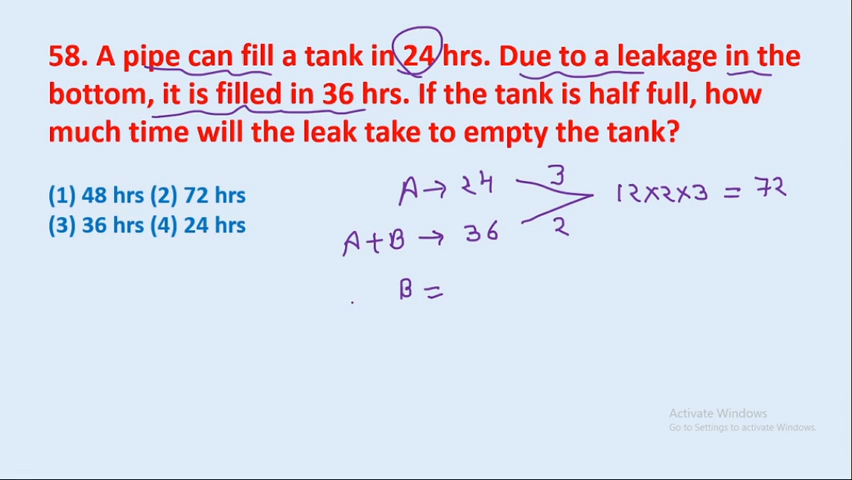 58. A pipe can fill a tank in 24 hrs. Due to a leakage in the
bottom, it is filled in 36 hrs. If the tank is half full, how
much time will the leak take to empty the tank?
(1) 48 hrs (2) 72 hrs
(3) 36 hrs (4) 24 hrs
A → 24 3 12×2×3 = 72
A+B → 36 2
B =
Activate Windows
Go to Settings to activate Windows.